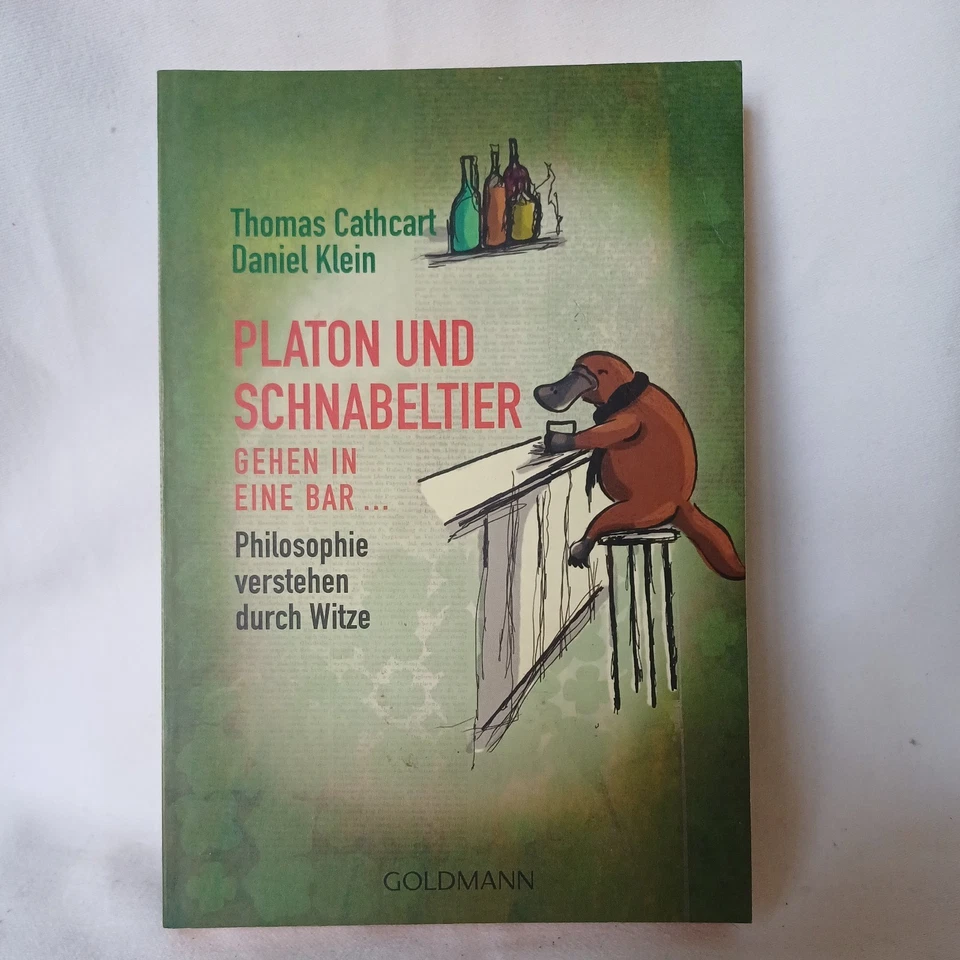 Thomas Cathcart
Daniel Klein
PLATON UND
SCHNABELTIER
GEHEN IN
EINE BAR ...
Philosophie
verstehen
durch Witze
GOLDMANN